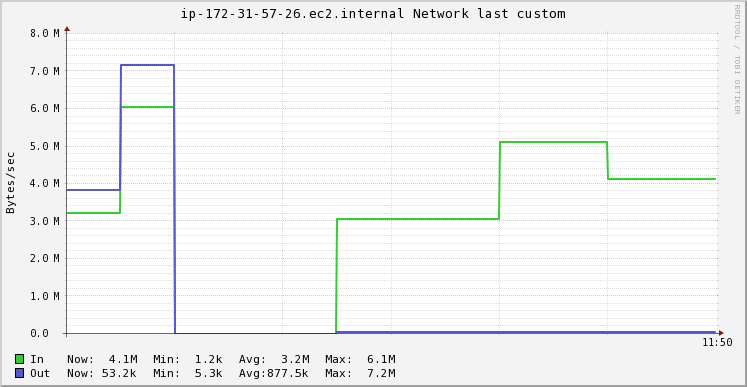 ip-172-31-57-26.ec2.internal Network last custom
RRDTOOL / TOBI OETIKER
Bytes/sec
8.0 M
7.0 M
6.0 M
5.0 M
4.0 M
3.0 M
2.0 M
1.0 M
0.0
11:50
In Now: 4.1M Min: 1.2k Avg: 3.2M Max: 6.1M
Out Now: 53.2k Min: 5.3k Avg:877.5k Max: 7.2M